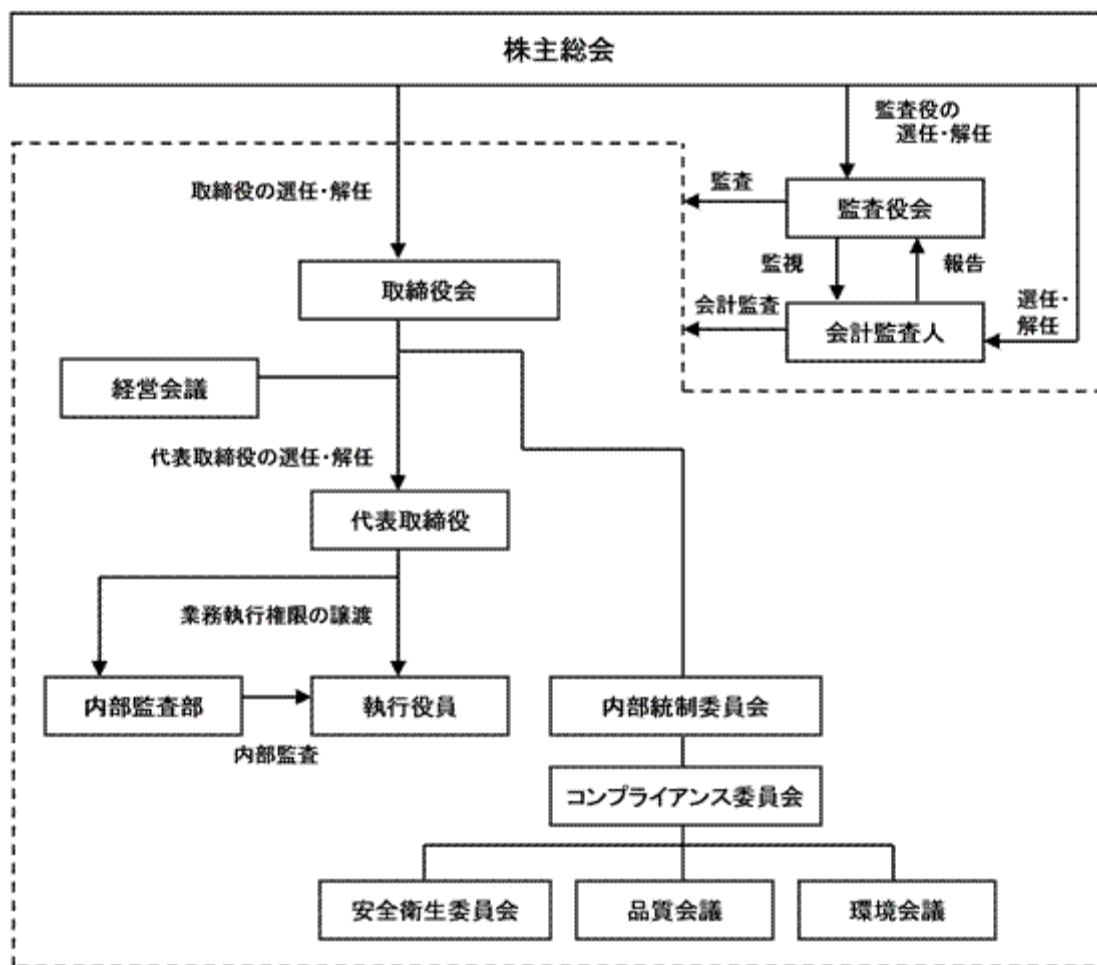 株主総会
監査役の
選任・解任
取締役の選任・解任
監査
監査役会
取締役会
監視
報告
会計監査
会計監査人
選任・
解任
経営会議
代表取締役の選任・解任
代表取締役
業務執行権限の譲渡
内部監査部
執行役員
内部統制委員会
内部監査
コンプライアンス委員会
安全衛生委員会
品質会議
環境会議